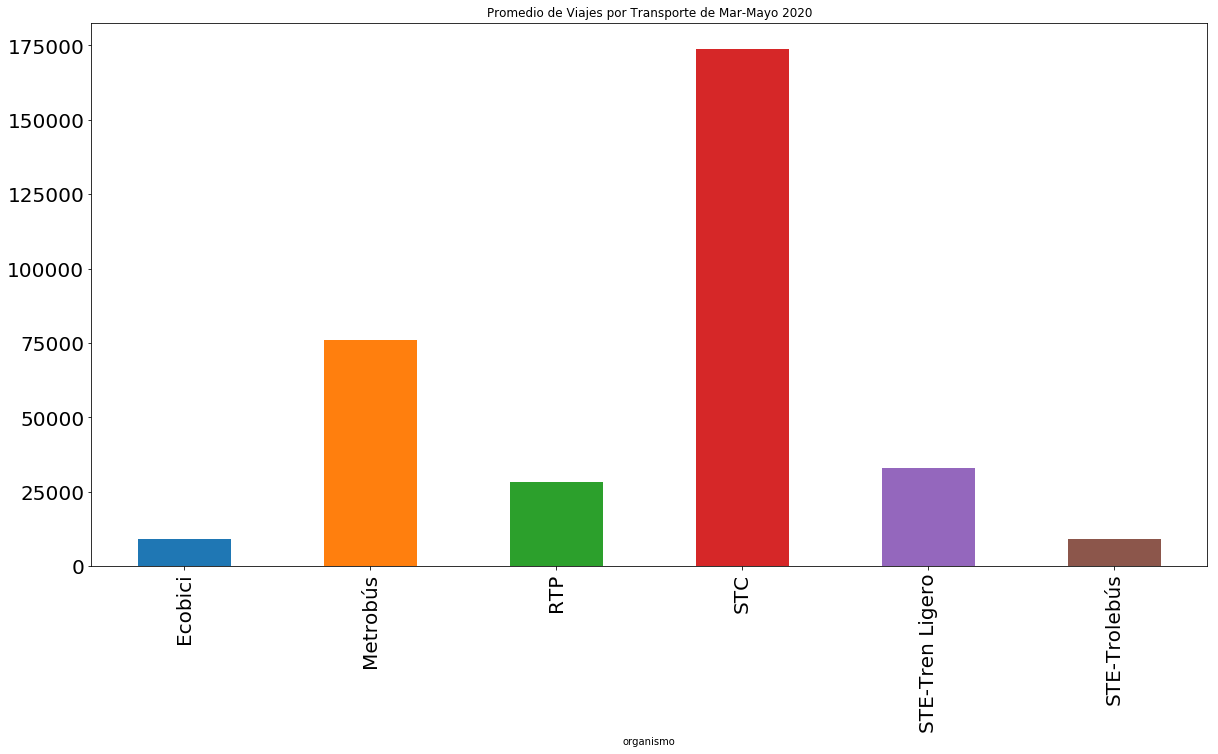 Promedio de Viajes por Transporte de Mar-Mayo 2020
175000
150000
125000
100000
75000
50000
25000
0
Ecobici
Metrobús
RTP
STC
STE-Tren Ligero
STE-Trolebús
organismo